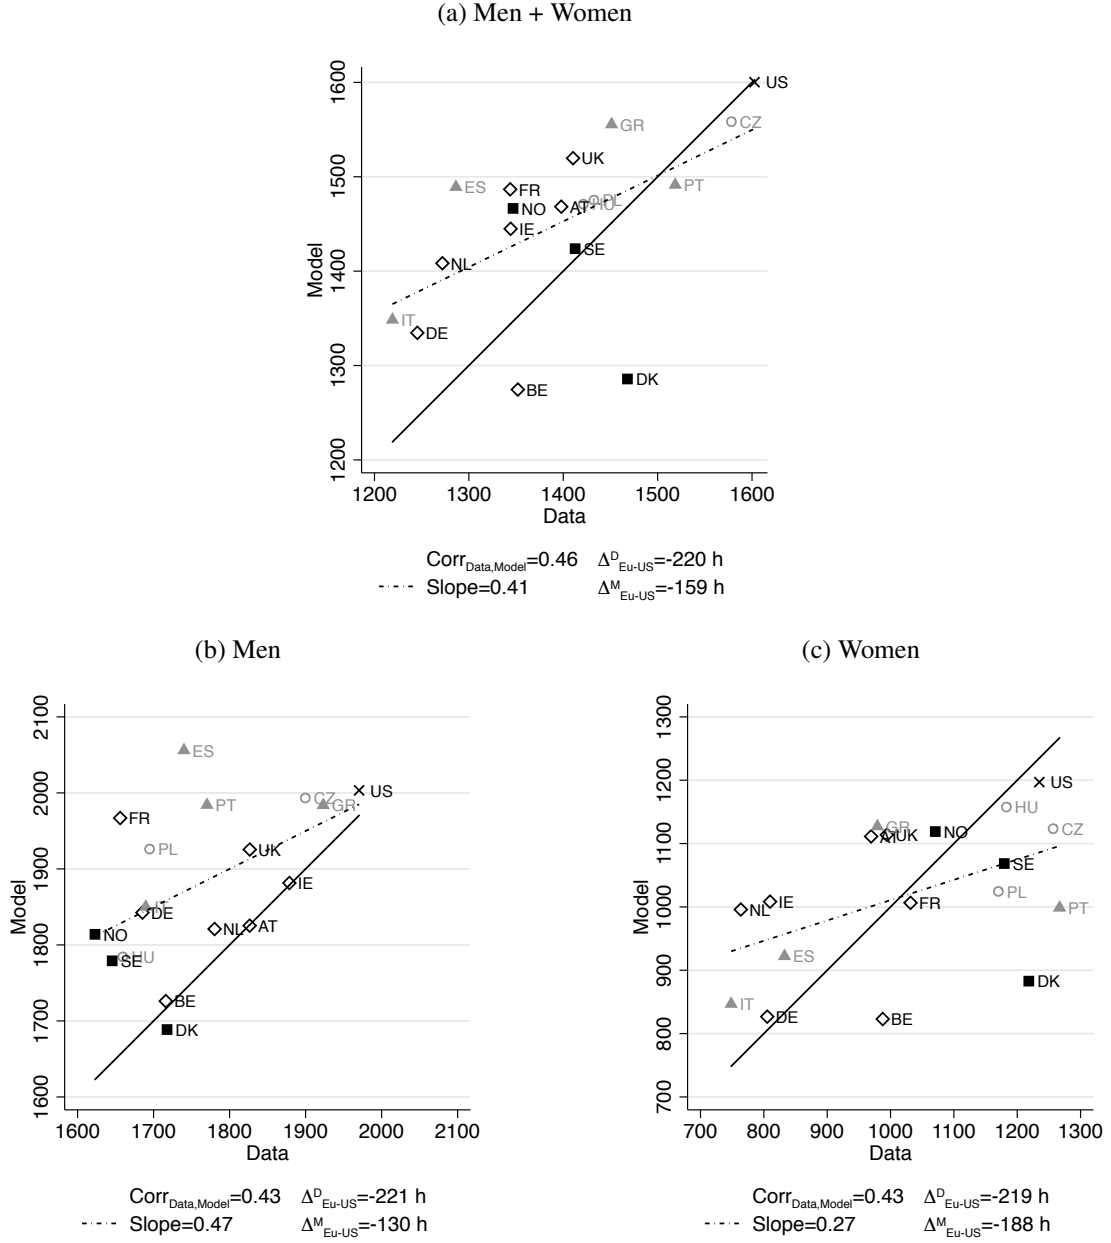 (a) Men + Women
Model
1600
1500
1400
1300
1200
US
CZ
GR
UK
PT
ES
FR
PL
HU
AT
NO
IE
SE
NL
IT
DE
DK
BE
1200 1300 1400 1500 1600
Data
Corr_Data,Model=0.46 Δ^D_Eu-US=-220 h
Slope=0.41 Δ^M_Eu-US=-159 h
(b) Men
Model
2100
2000
1900
1800
1700
1600
ES
US
CZ
PT
GR
FR
PL
UK
IE
IT
DE
NL
AT
NO
SE
HU
BE
DK
1600 1700 1800 1900 2000 2100
Data
Corr_Data,Model=0.43 Δ^D_Eu-US=-221 h
Slope=0.47 Δ^M_Eu-US=-130 h
(c) Women
Model
1300
1200
1100
1000
900
800
700
US
HU
GR
CZ
AT
UK
NO
SE
PL
IE
NL
FR
PT
ES
DK
IT
DE
BE
700 800 900 1000 1100 1200 1300
Data
Corr_Data,Model=0.43 Δ^D_Eu-US=-219 h
Slope=0.27 Δ^M_Eu-US=-188 h